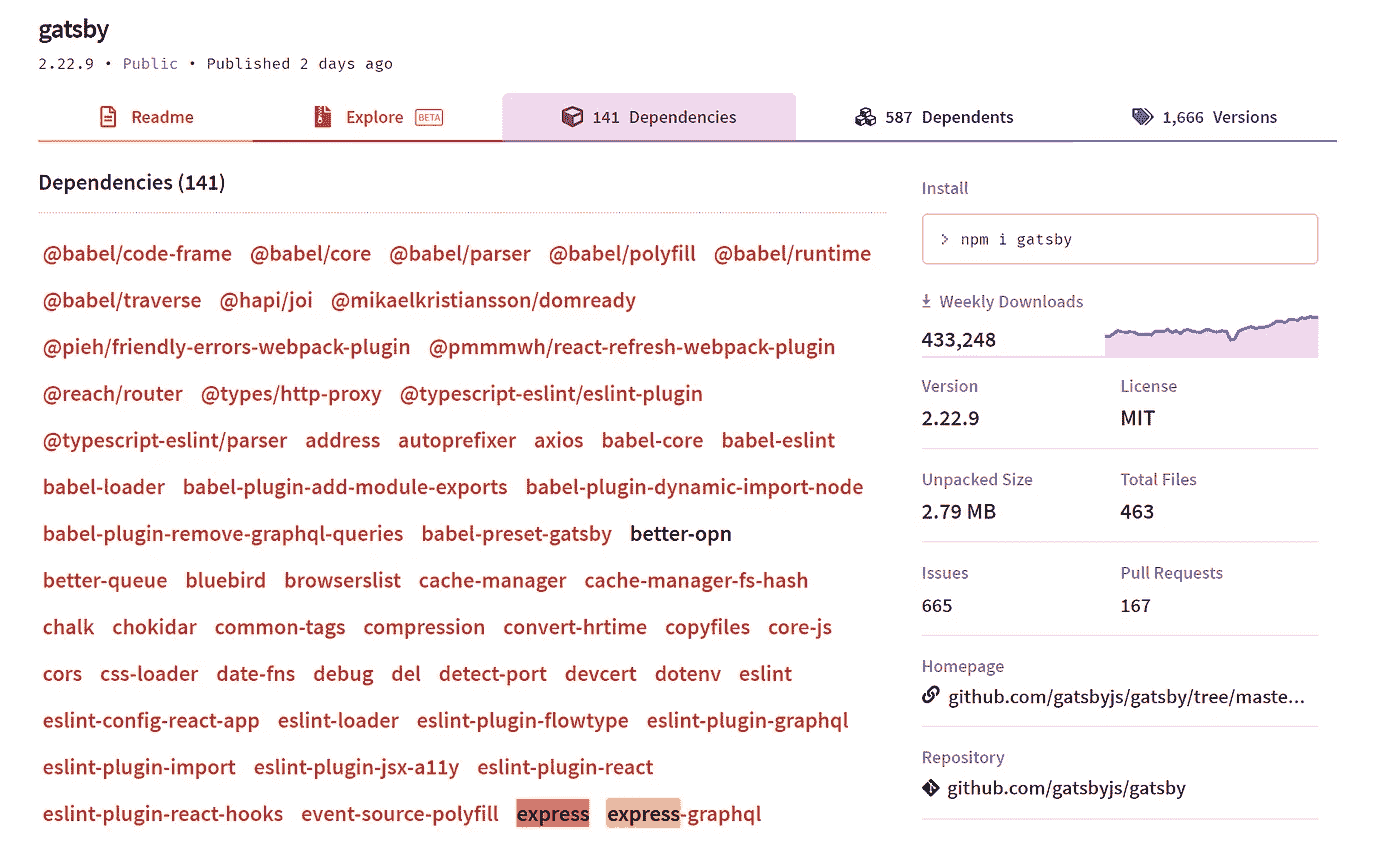 gatsby
2.22.9 • Public • Published 2 days ago
Readme
Explore BETA
141 Dependencies
587 Dependents
1,666 Versions
Dependencies (141)
@babel/code-frame @babel/core @babel/parser @babel/polyfill @babel/runtime
@babel/traverse @hapi/joi @mikaelkristiansson/domready
@pieh/friendly-errors-webpack-plugin @pmmmwh/react-refresh-webpack-plugin
@reach/router @types/http-proxy @typescript-eslint/eslint-plugin
@typescript-eslint/parser address autoprefixer axios babel-core babel-eslint
babel-loader babel-plugin-add-module-exports babel-plugin-dynamic-import-node
babel-plugin-remove-graphql-queries babel-preset-gatsby better-opn
better-queue bluebird browserslist cache-manager cache-manager-fs-hash
chalk chokidar common-tags compression convert-hrtime copyfiles core-js
cors css-loader date-fns debug del detect-port devcert dotenv eslint
eslint-config-react-app eslint-loader eslint-plugin-flowtype eslint-plugin-graphql
eslint-plugin-import eslint-plugin-jsx-a11y eslint-plugin-react
eslint-plugin-react-hooks event-source-polyfill express express-graphql
Install
> npm i gatsby
Weekly Downloads
433,248
Version License
2.22.9 MIT
Unpacked Size Total Files
2.79 MB 463
Issues Pull Requests
665 167
Homepage
github.com/gatsbyjs/gatsby/tree/maste...
Repository
github.com/gatsbyjs/gatsby